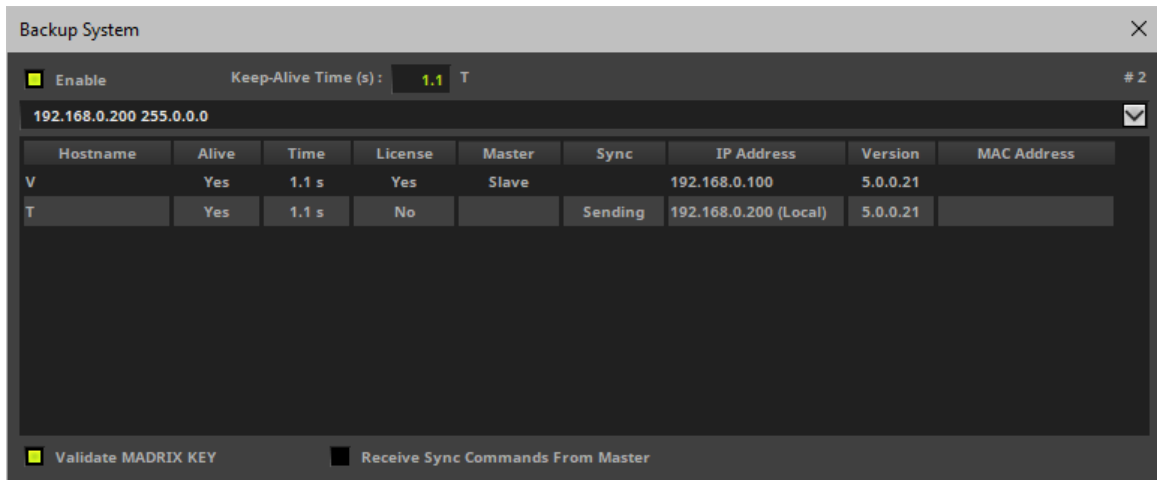 Backup System
Enable Keep-Alive Time (s) : 1.1 T # 2
192.168.0.200 255.0.0.0
Hostname Alive Time License Master Sync IP Address Version MAC Address
V Yes 1.1 s Yes Slave 192.168.0.100 5.0.0.21
T Yes 1.1 s No Sending 192.168.0.200 (Local) 5.0.0.21
Validate MADRIX KEY Receive Sync Commands From Master